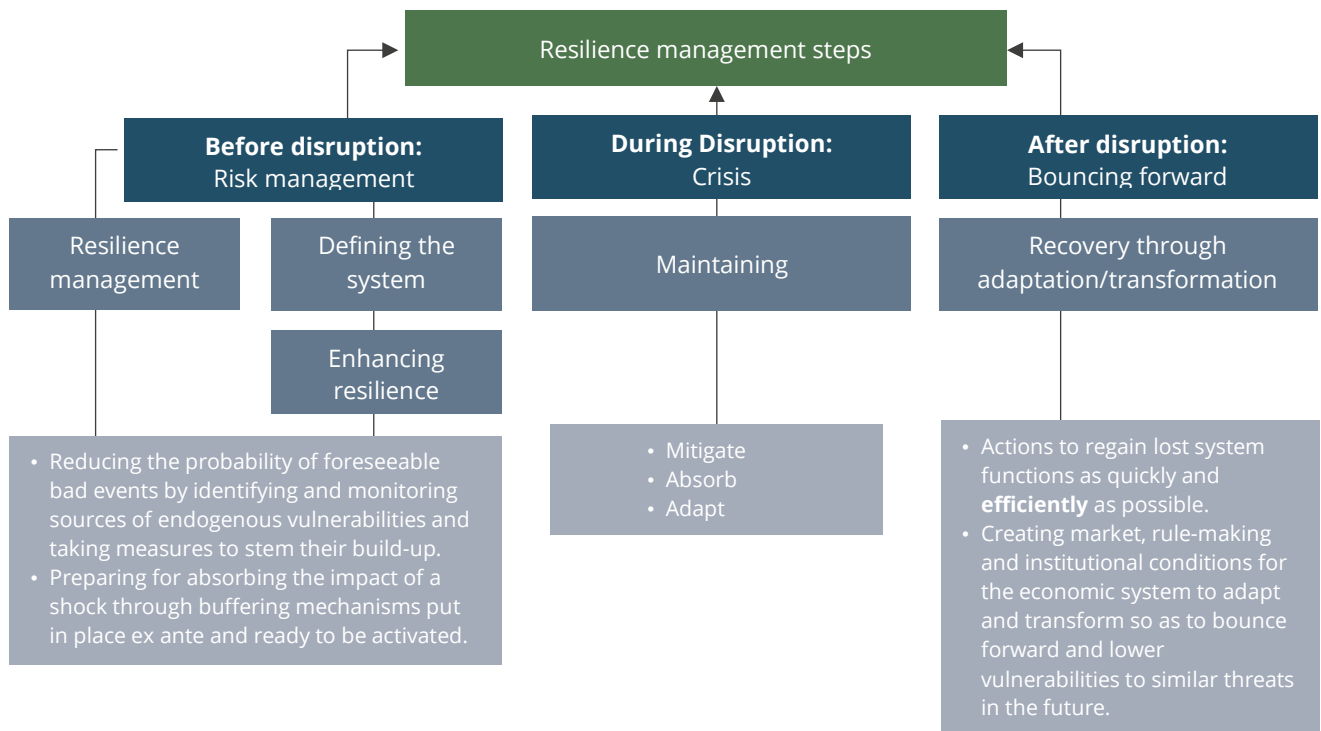 Resilience management steps
Before disruption:
Risk management
During Disruption:
Crisis
After disruption:
Bouncing forward
Resilience
management
Defining the
system
Maintaining
Recovery through
adaptation/transformation
Enhancing
resilience
• Reducing the probability of foreseeable
bad events by identifying and monitoring
sources of endogenous vulnerabilities and
taking measures to stem their build-up.
• Preparing for absorbing the impact of a
shock through buffering mechanisms put
in place ex ante and ready to be activated.
• Mitigate
• Absorb
• Adapt
• Actions to regain lost system
functions as quickly and
efficiently as possible.
• Creating market, rule-making
and institutional conditions for
the economic system to adapt
and transform so as to bounce
forward and lower
vulnerabilities to similar threats
in the future.